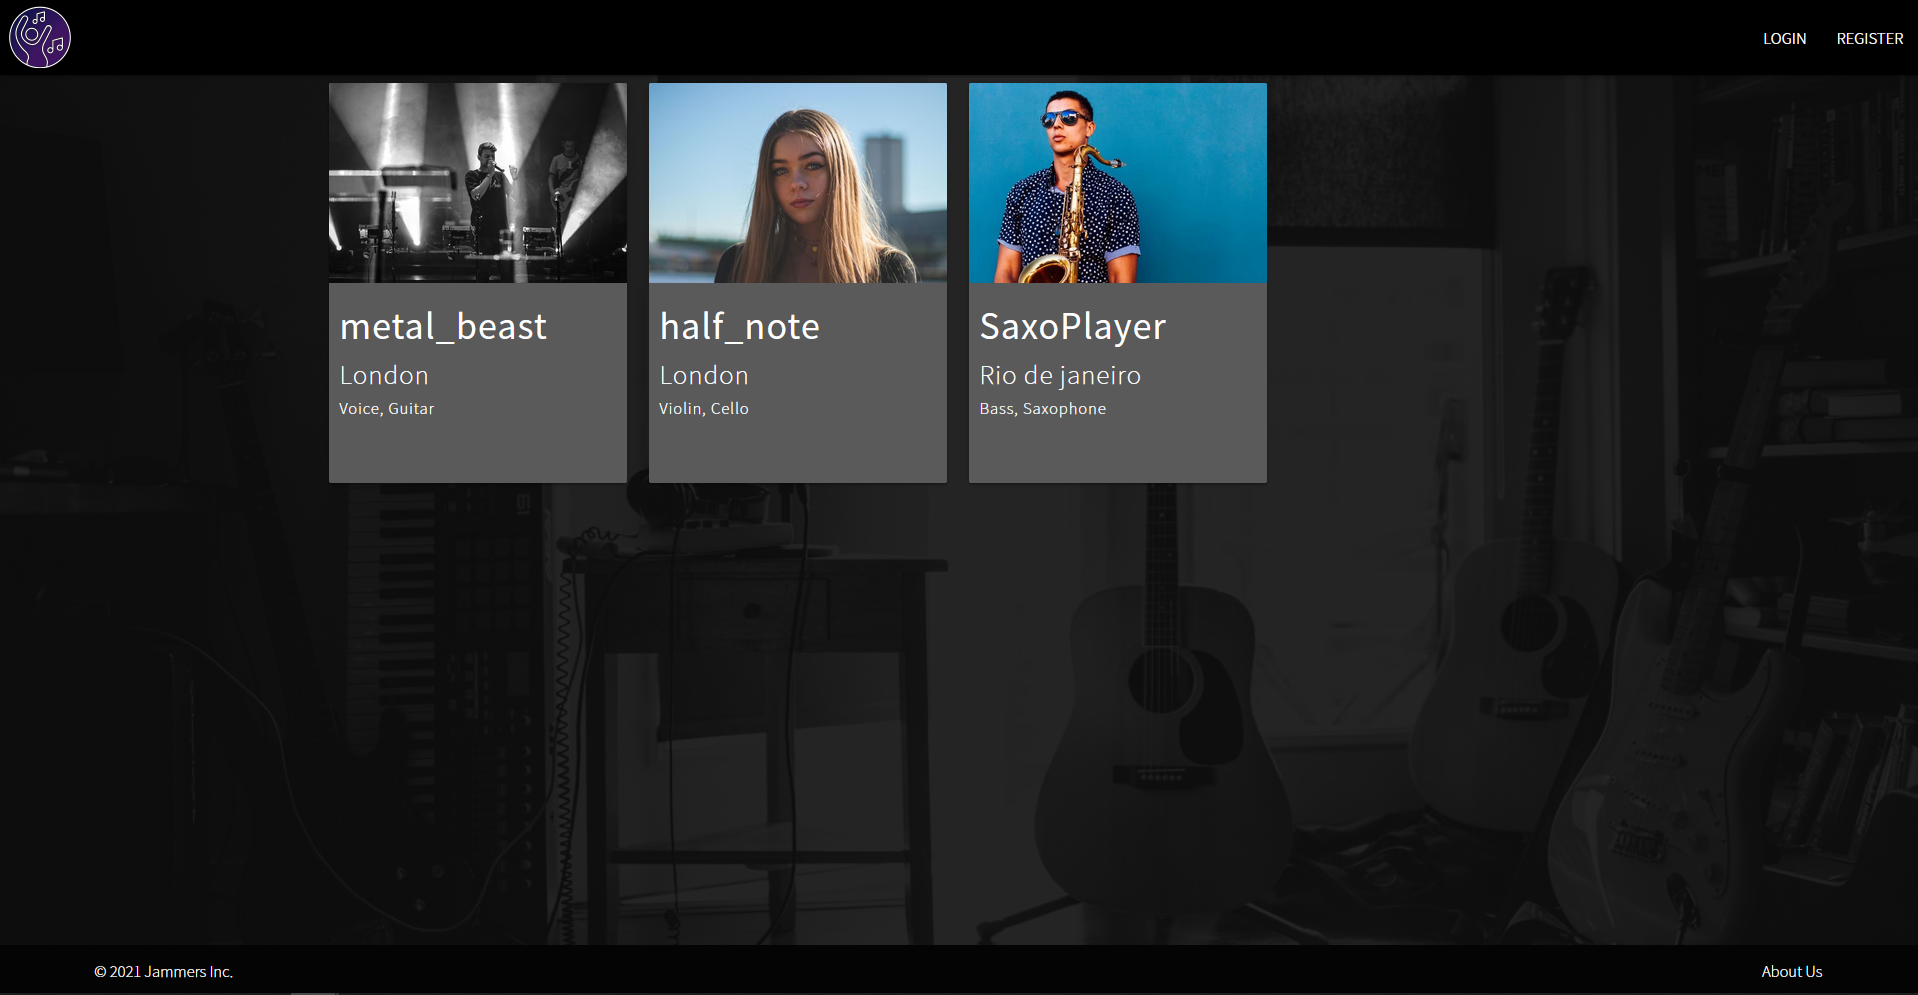 LOGIN REGISTER
metal_beast
London
Voice, Guitar
half_note
London
Violin, Cello
SaxoPlayer
Rio de janeiro
Bass, Saxophone
© 2021 Jammers Inc.
About Us